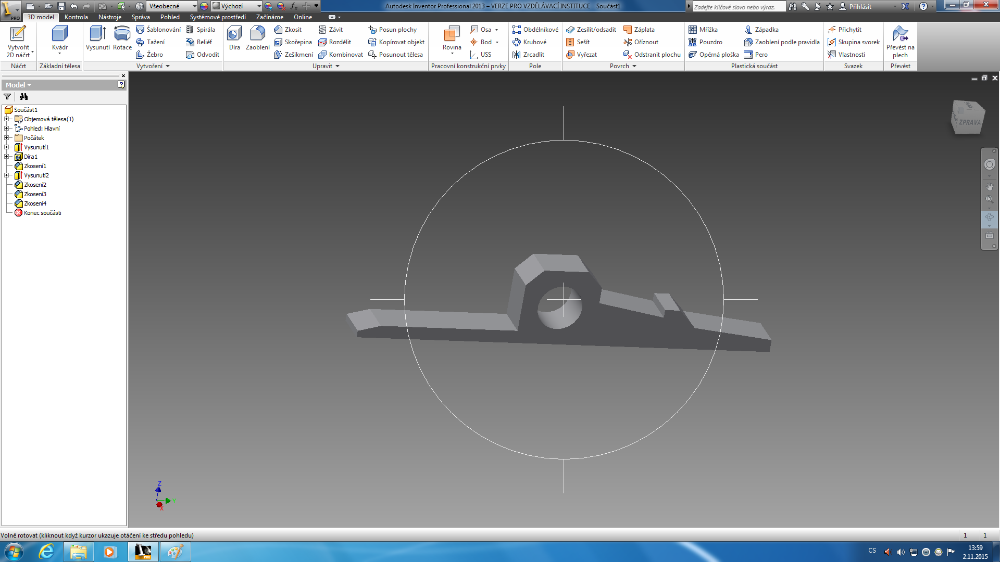 Všeobecné
Výchozí
Autodesk Inventor Professional 2013 – VERZE PRO VZDĚLÁVACÍ INSTITUCE Součást1
Zadejte klíčové slovo nebo výraz.
Přihlásit
PRO
3D model Kontrola Nástroje Správa Pohled Systémové prostředí Začínáme Online
Vytvořit
2D náčrt
Náčrt
Kvádr
Základní tělesa
Vysunutí
Rotace
Šablonování
Tažení
Žebro
Spirála
Reliéf
Odvodit
Vytvoření
Díra
Zaoblení
Zkosit
Skořepina
Zešikmení
Závit
Rozdělit
Kombinovat
Posun plochy
Kopírovat objekt
Posunout tělesa
Upravit
Rovina
Osa
Bod
USS
Pracovní konstrukční prvky
Obdélníkové
Kruhové
Zrcadlit
Pole
Zesílit/odsadit
Sešít
Vyřezat
Záplata
Oříznout
Odstranit plochu
Povrch
Mřížka
Pouzdro
Opěrná ploška
Západka
Zaoblení podle pravidla
Pero
Plastická součást
Přichytit
Skupina svorek
Vlastnosti
Svazek
Převést na
plech
Převést
Model
Součást1
Objemová tělesa(1)
Pohled: Hlavní
Počátek
Vysunutí1
Díra1
Zkosení1
Vysunutí2
Zkosení2
Zkosení3
Zkosení4
Konec součásti
ZPRAVA
Z
Y
X
Volně rotovat (kliknout když kurzor ukazuje otáčení ke středu pohledu)
1 1
PRO
CS
13:59
2.11.2015